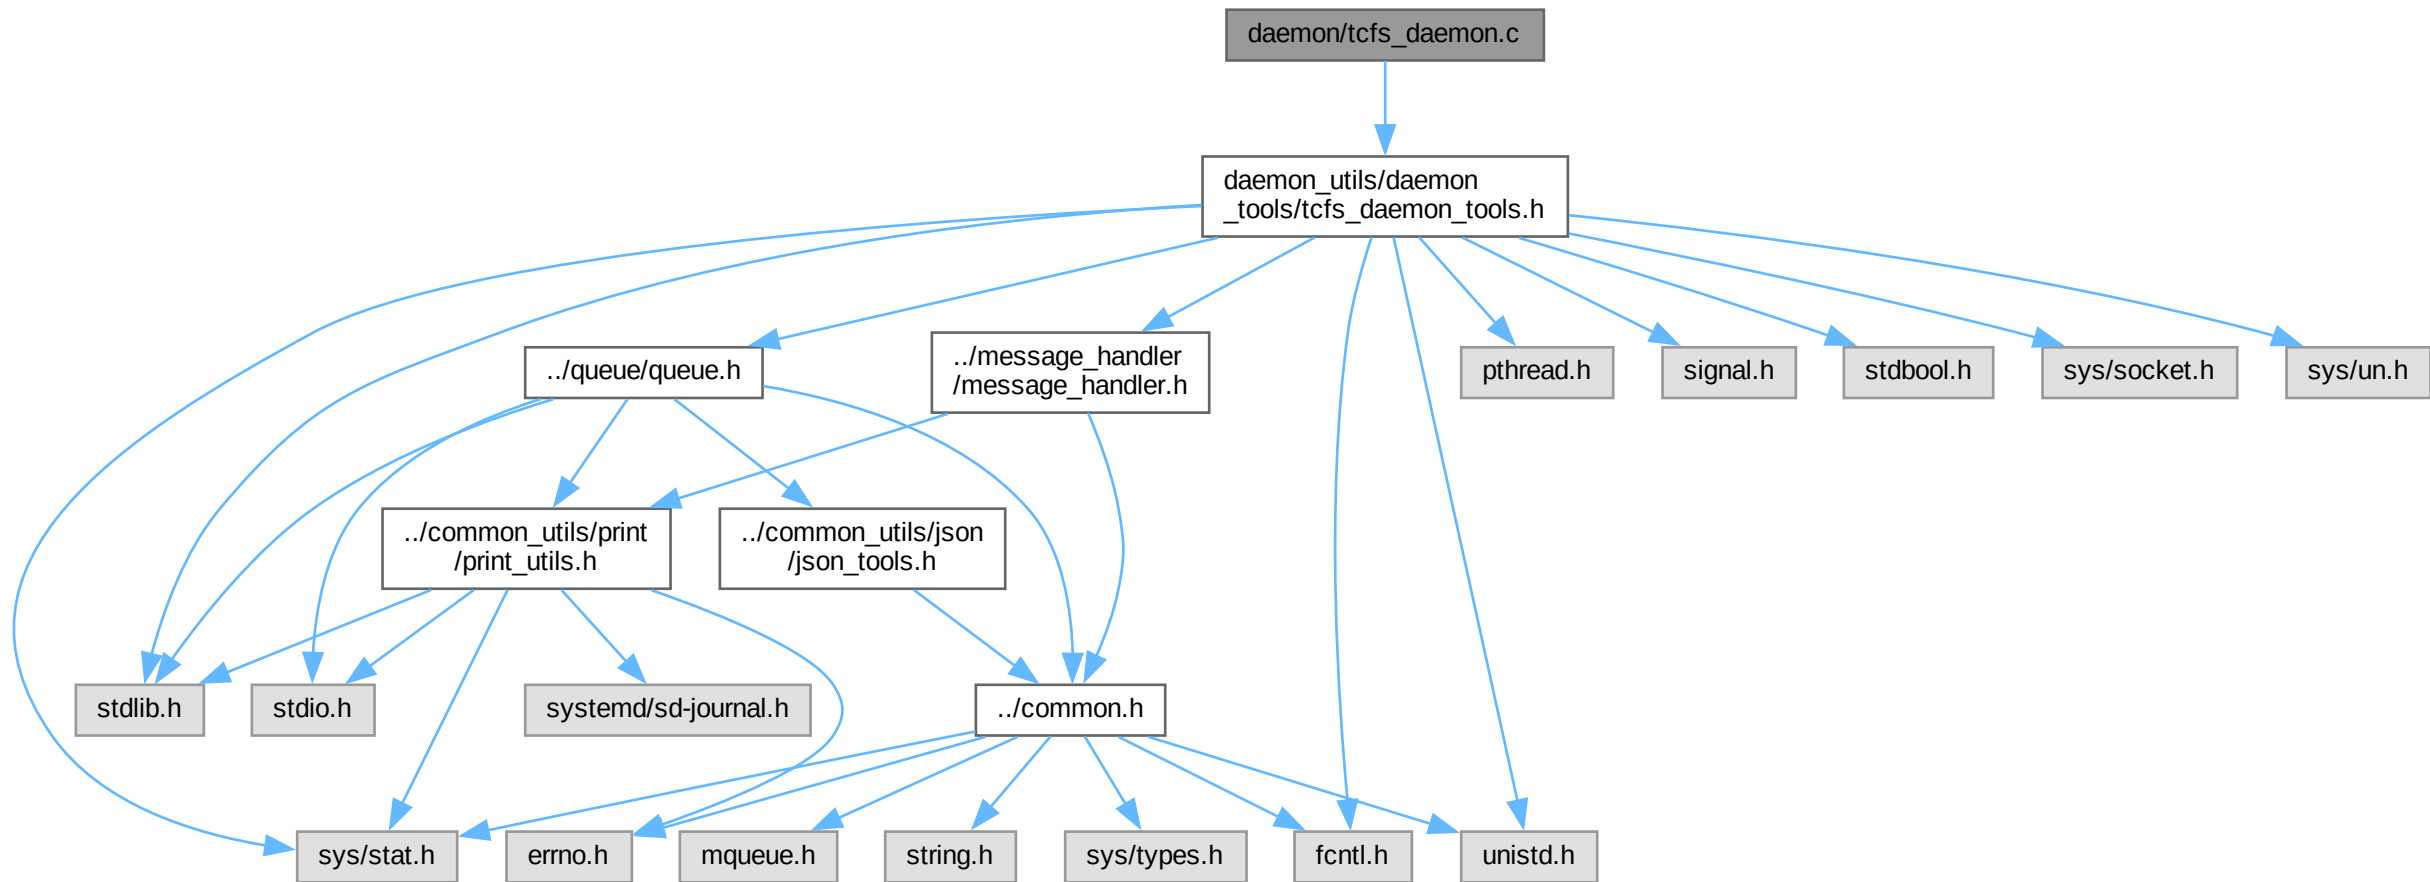 daemon/tcfs_daemon.c
daemon_utils/daemon
_tools/tcfs_daemon_tools.h
../queue/queue.h
../message_handler
/message_handler.h
pthread.h
signal.h
stdbool.h
sys/socket.h
sys/un.h
../common_utils/print
/print_utils.h
../common_utils/json
/json_tools.h
stdlib.h
stdio.h
systemd/sd-journal.h
../common.h
sys/stat.h
errno.h
mqueue.h
string.h
sys/types.h
fcntl.h
unistd.h